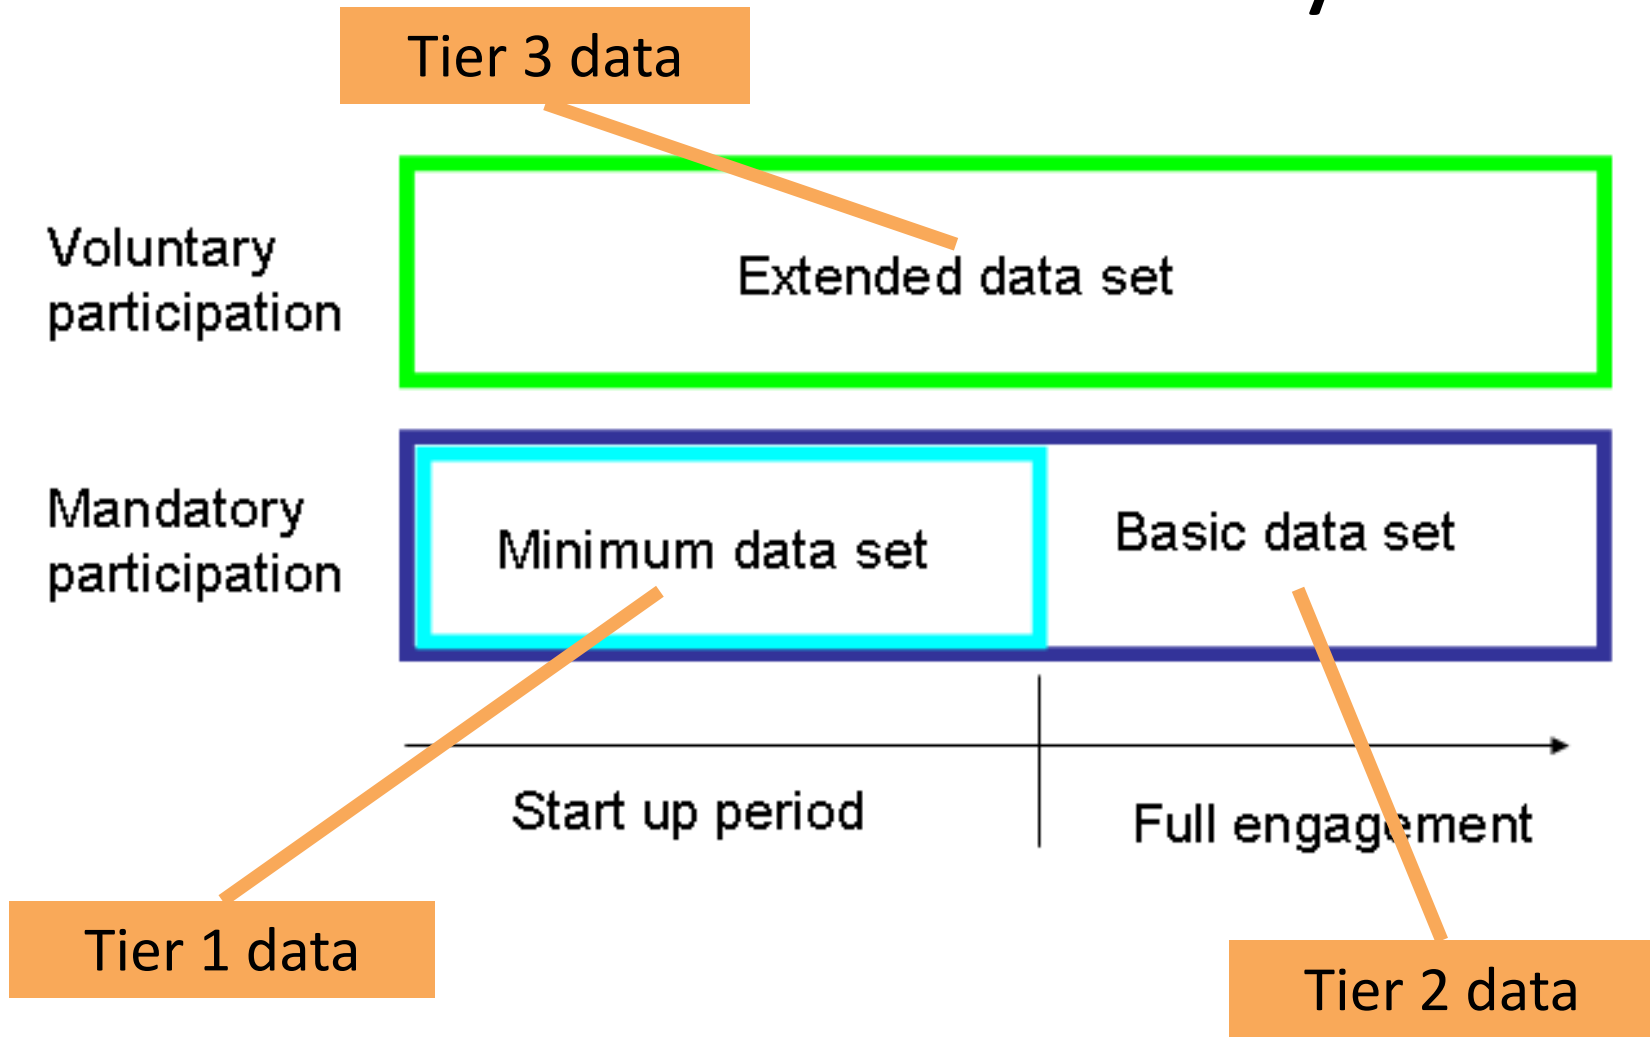 Tier 3 data
Voluntary
participation
Extended data set
Mandatory
participation
Minimum data set
Basic data set
Start up period
Full engagement
Tier 1 data
Tier 2 data